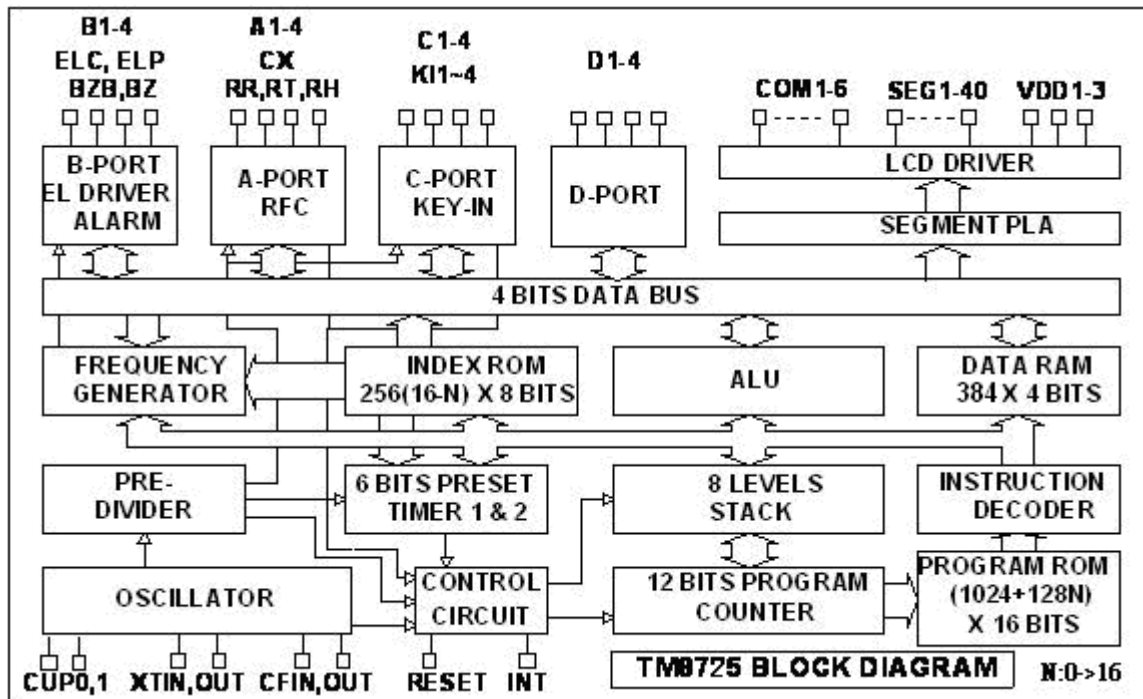 B1-4
ELC, ELP
BZB,BZ
A1-4
CX
RR,RT,RH
C1-4
KI1~4
D1-4
COM1-6
SEG1-40
VDD1-3
B-PORT
EL DRIVER
ALARM
A-PORT
RFC
C-PORT
KEY-IN
D-PORT
LCD DRIVER
SEGMENT PLA
4 BITS DATA BUS
FREQUENCY
GENERATOR
INDEX ROM
256(16-N) X 8 BITS
ALU
DATA RAM
384 X 4 BITS
PRE-
DIVIDER
6 BITS PRESET
TIMER 1 & 2
8 LEVELS
STACK
INSTRUCTION
DECODER
OSCILLATOR
CONTROL
CIRCUIT
12 BITS PROGRAM
COUNTER
PROGRAM ROM
(1024+128N)
X 16 BITS
CUP0,1
XTIN,OUT
CFIN,OUT
RESET
INT
TM8725 BLOCK DIAGRAM
N:0->16